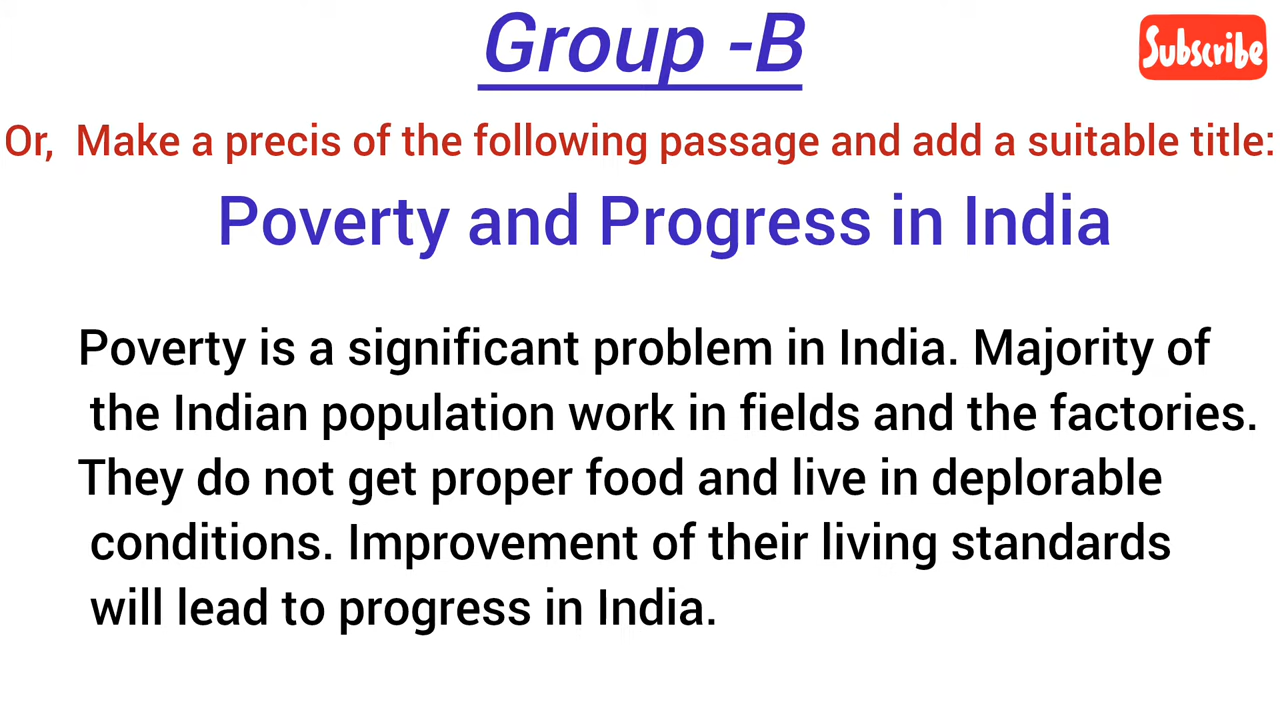 Group -B
Subscribe
Or, Make a precis of the following passage and add a suitable title:
Poverty and Progress in India
Poverty is a significant problem in India. Majority of
the Indian population work in fields and the factories.
They do not get proper food and live in deplorable
conditions. Improvement of their living standards
will lead to progress in India.